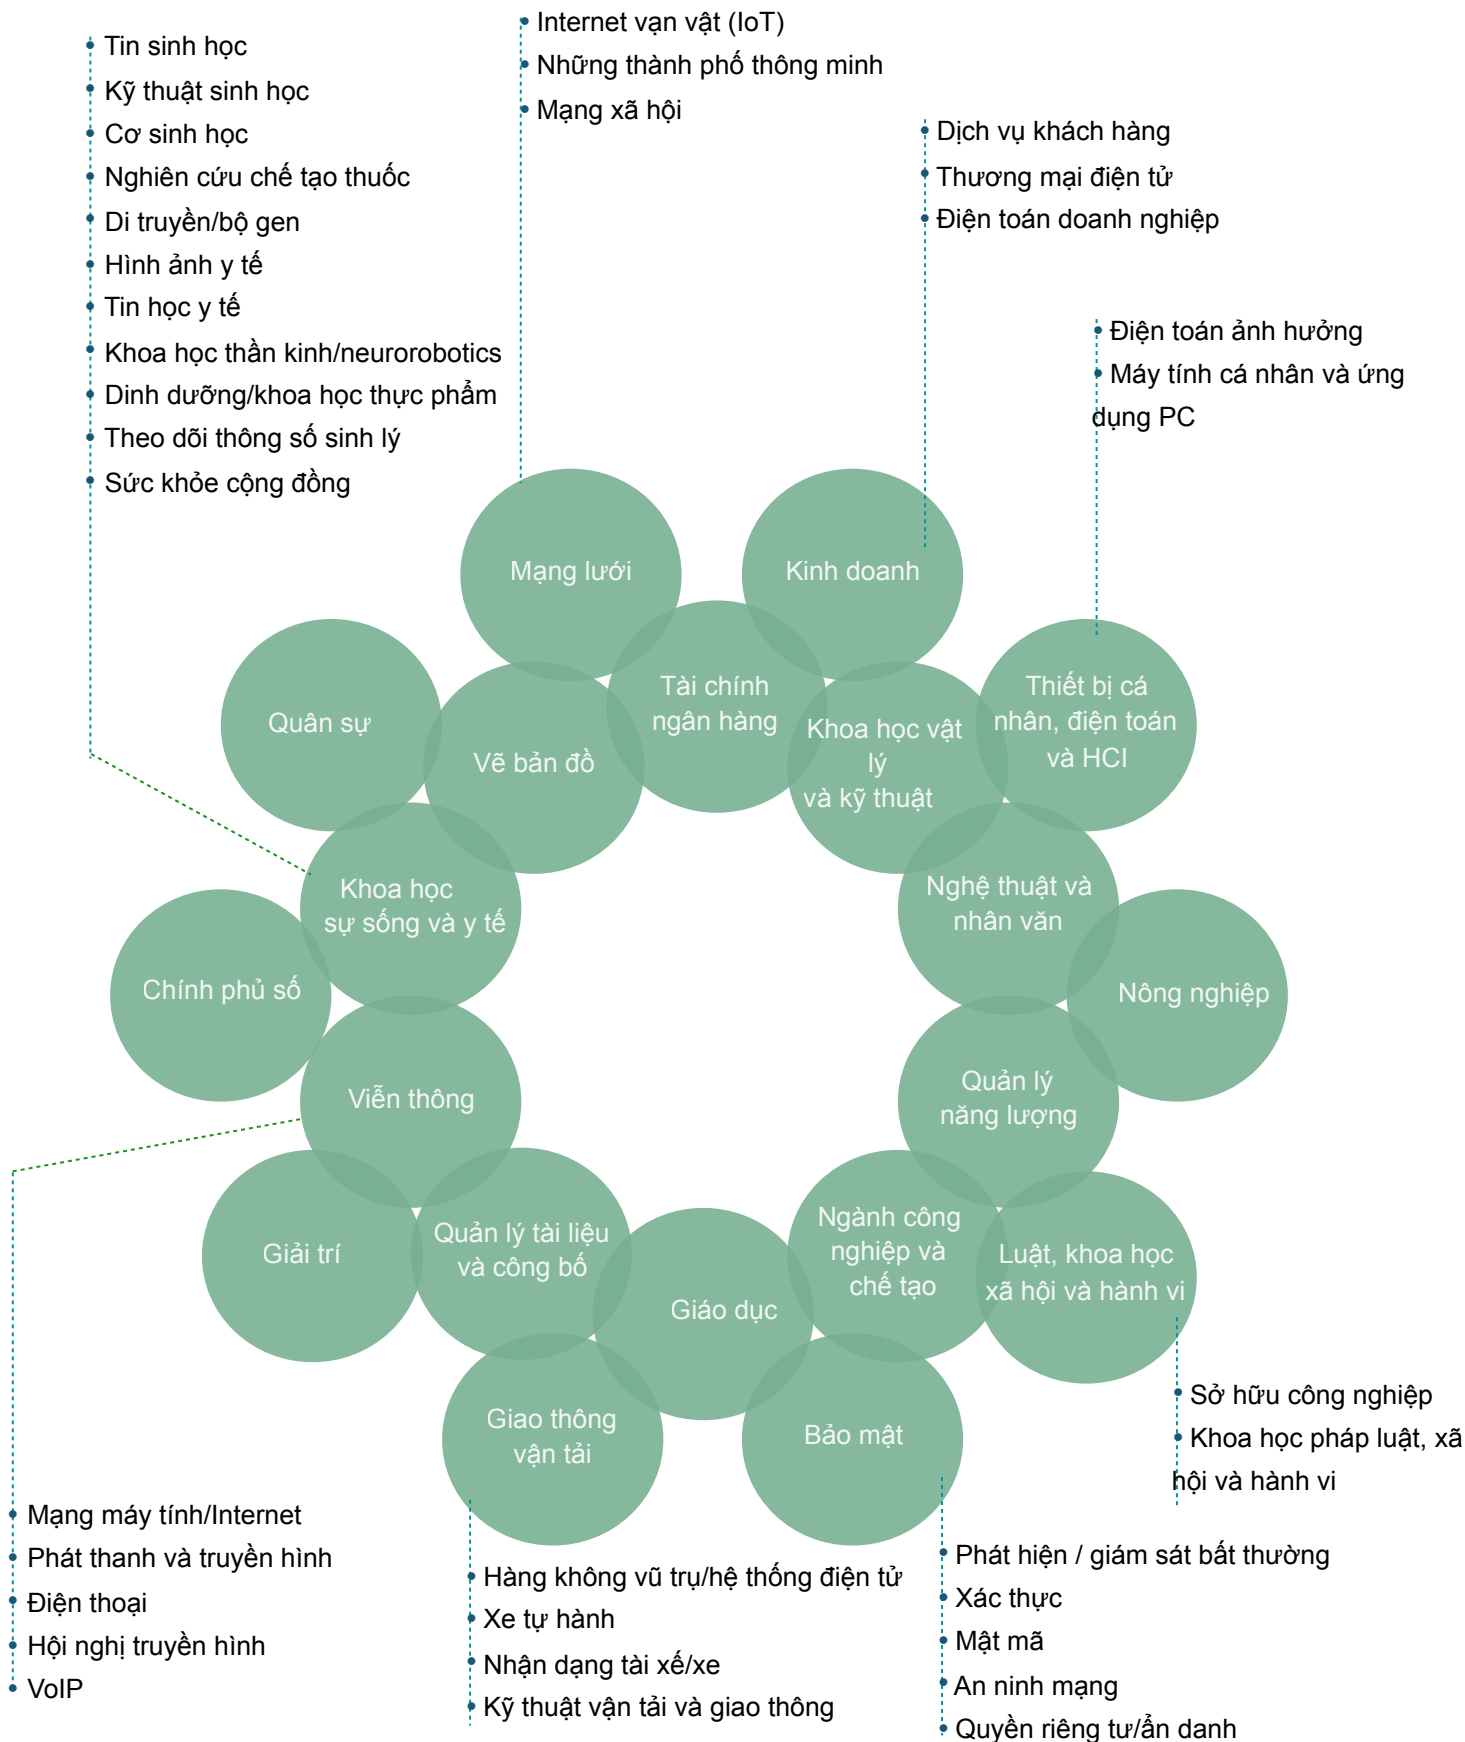 Tin sinh học
Kỹ thuật sinh học
Cơ sinh học
Nghiên cứu chế tạo thuốc
Di truyền/bộ gen
Hình ảnh y tế
Tin học y tế
Khoa học thần kinh/neurorobotics
Dinh dưỡng/khoa học thực phẩm
Theo dõi thông số sinh lý
Sức khỏe cộng đồng
Internet vạn vật (IoT)
Những thành phố thông minh
Mạng xã hội
Dịch vụ khách hàng
Thương mại điện tử
Điện toán doanh nghiệp
Điện toán ảnh hưởng
Máy tính cá nhân và ứng
dụng PC
Mạng lưới
Kinh doanh
Quân sự
Vẽ bản đồ
Tài chính
ngân hàng
Khoa học vật
lý
và kỹ thuật
Thiết bị cá
nhân, điện toán
và HCI
Khoa học
sự sống và y tế
Nghệ thuật và
nhân văn
Chính phủ số
Nông nghiệp
Viễn thông
Quản lý
năng lượng
Giải trí
Quản lý tài liệu
và công bố
Giáo dục
Ngành công
nghiệp và
chế tạo
Luật, khoa học
xã hội và hành vi
Giao thông
vận tải
Bảo mật
Sở hữu công nghiệp
Khoa học pháp luật, xã
hội và hành vi
Mạng máy tính/Internet
Phát thanh và truyền hình
Điện thoại
Hội nghị truyền hình
VoIP
Hàng không vũ trụ/hệ thống điện tử
Xe tự hành
Nhận dạng tài xế/xe
Kỹ thuật vận tải và giao thông
Phát hiện / giám sát bất thường
Xác thực
Mật mã
An ninh mạng
Quyền riêng tư/ẩn danh